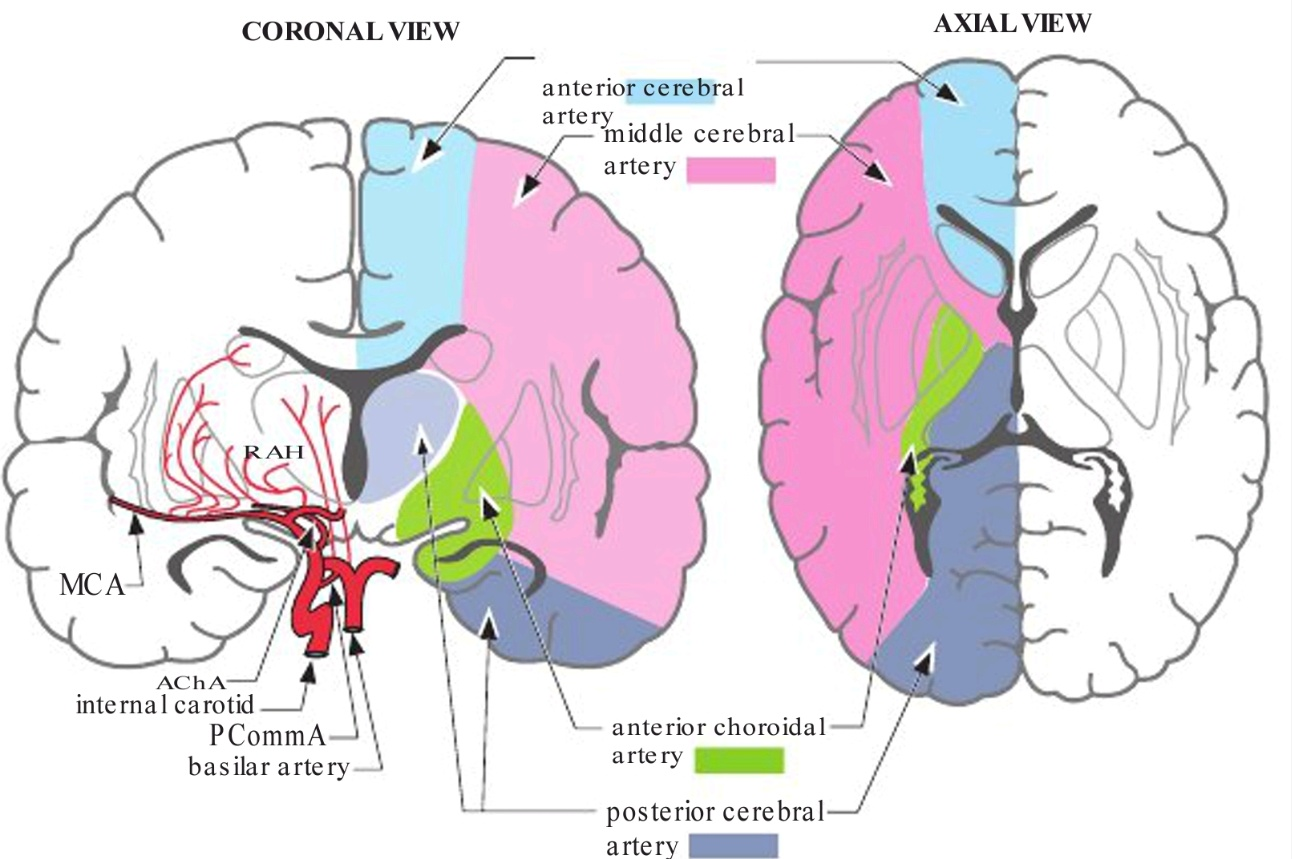 CORONAL VIEW
AXIAL VIEW
anterior cerebral
artery
middle cerebral
artery
RAH
MCA
AChA
internal carotid
PCommA
basilar artery
anterior choroidal
artery
posterior cerebral
artery